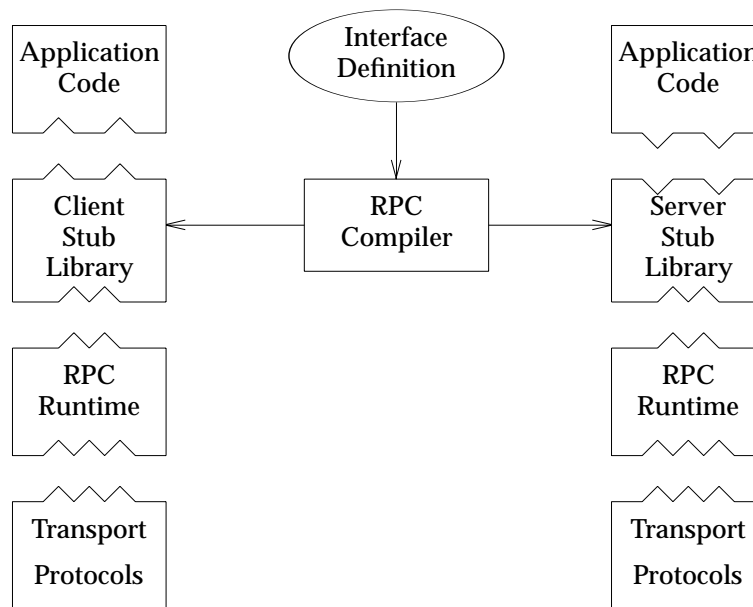 Application
Code
Interface
Definition
Application
Code
Client
Stub
Library
RPC
Compiler
Server
Stub
Library
RPC
Runtime
RPC
Runtime
Transport
Protocols
Transport
Protocols